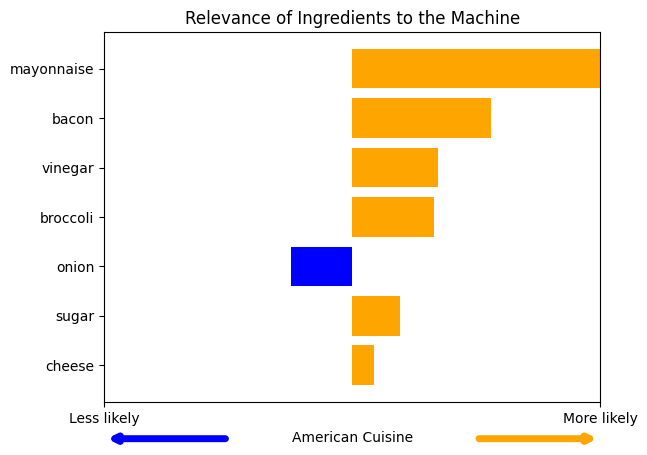 Relevance of Ingredients to the Machine
mayonnaise
bacon
vinegar
broccoli
onion
sugar
cheese
Less likely
More likely
American Cuisine